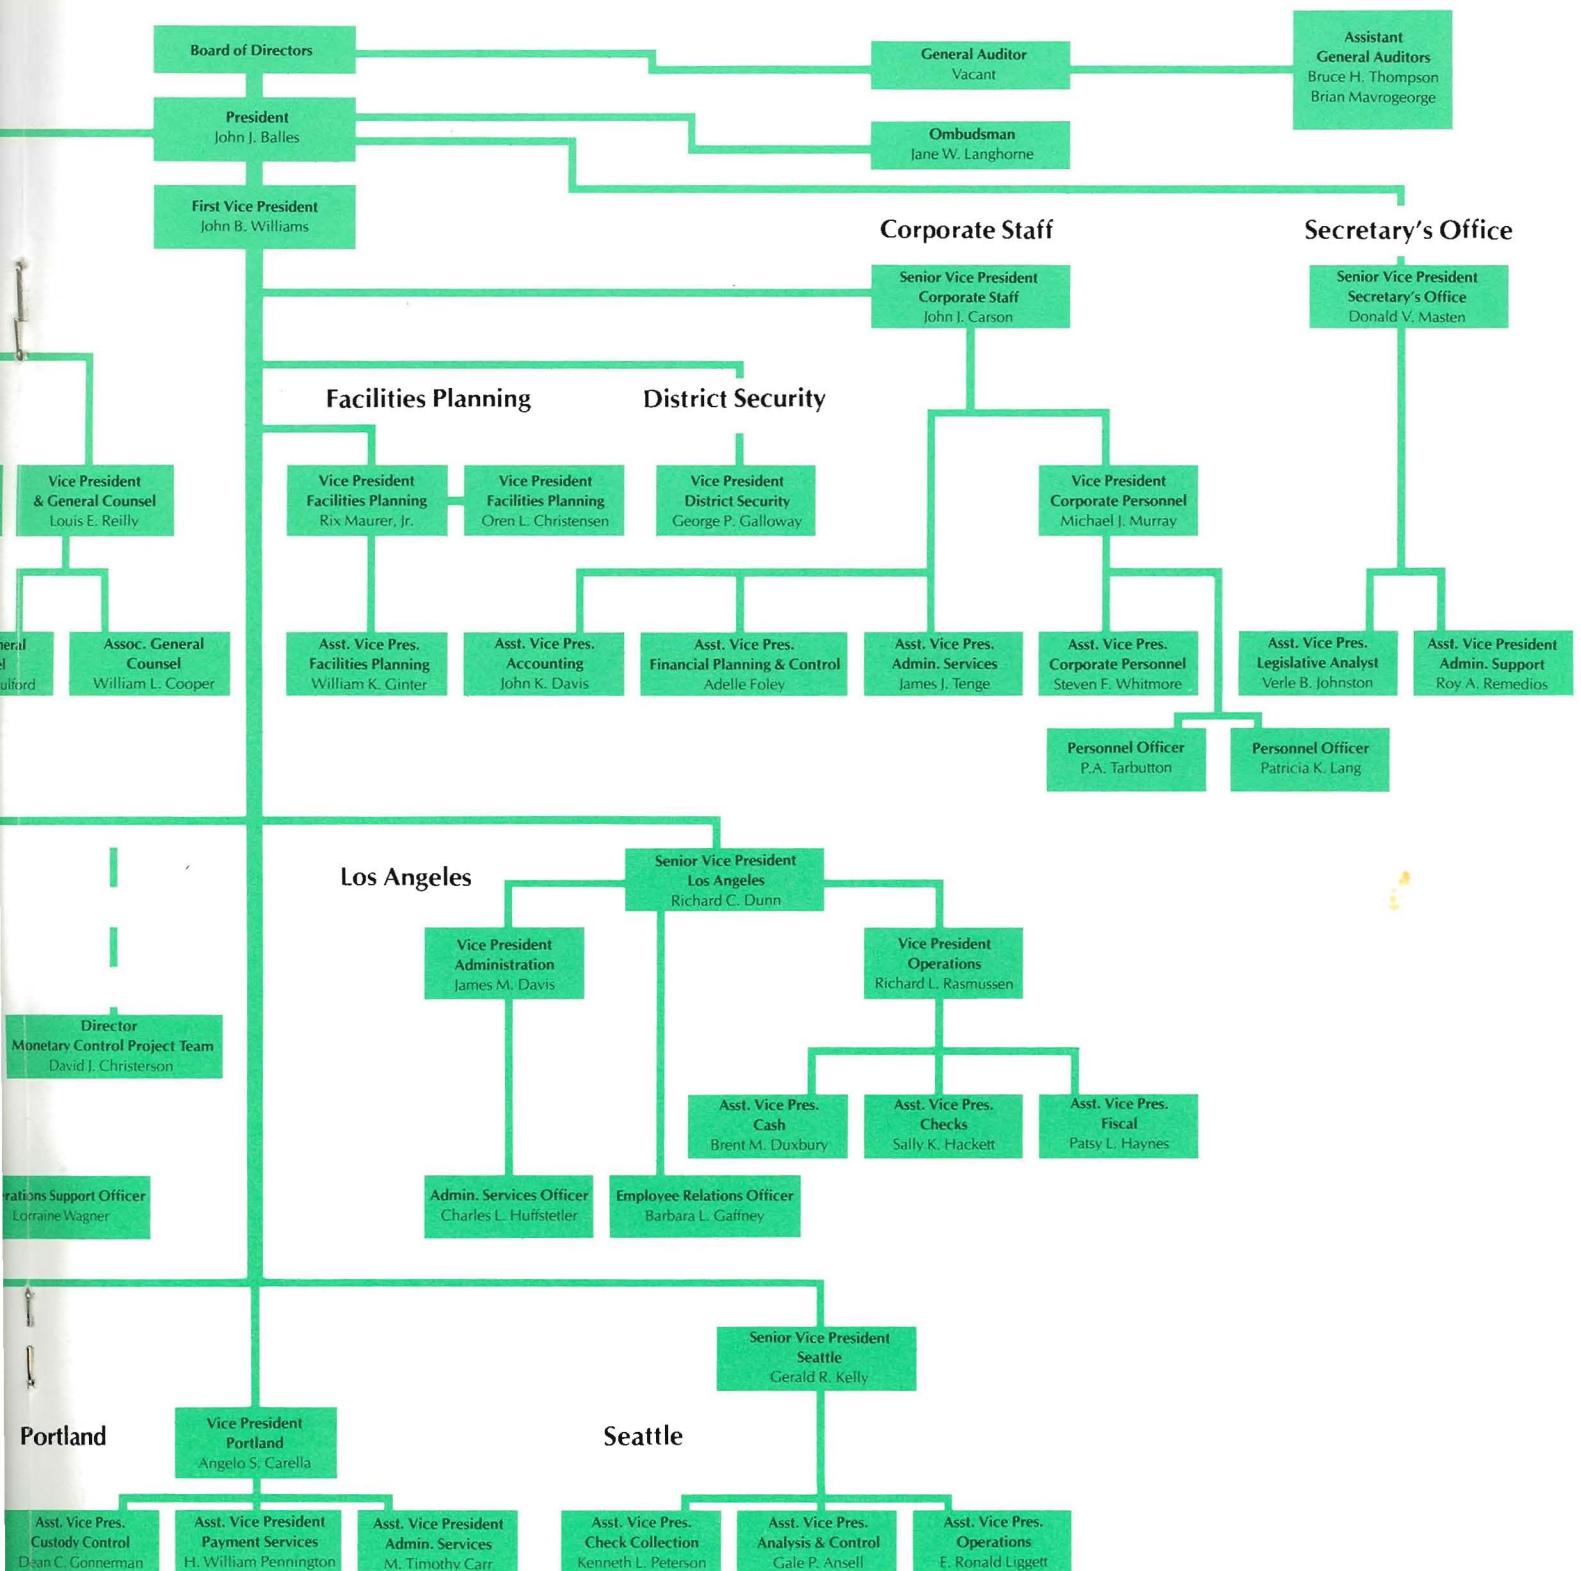 Board of Directors
General Auditor
Vacant
Assistant
General Auditors
Bruce H. Thompson
Brian Mavrogeorge
President
John J. Balles
Ombudsman
Jane W. Langhorne
First Vice President
John B. Williams
Corporate Staff
Secretary's Office
Senior Vice President
Corporate Staff
John J. Carson
Senior Vice President
Secretary's Office
Donald V. Masten
Facilities Planning
District Security
Vice President
& General Counsel
Louis E. Reilly
Vice President
Facilities Planning
Rix Maurer, Jr.
Vice President
Facilities Planning
Oren L. Christensen
Vice President
District Security
George P. Galloway
Vice President
Corporate Personnel
Michael J. Murray
Assoc. General
Counsel
William L. Cooper
Asst. Vice Pres.
Facilities Planning
William K. Ginter
Asst. Vice Pres.
Accounting
John K. Davis
Asst. Vice Pres.
Financial Planning & Control
Adelle Foley
Asst. Vice Pres.
Admin. Services
James J. Tenge
Asst. Vice Pres.
Corporate Personnel
Steven F. Whitmore
Asst. Vice Pres.
Legislative Analyst
Verle B. Johnston
Asst. Vice President
Admin. Support
Roy A. Remedios
Personnel Officer
P.A. Tarbutton
Personnel Officer
Patricia K. Lang
Los Angeles
Senior Vice President
Los Angeles
Richard C. Dunn
Vice President
Administration
James M. Davis
Vice President
Operations
Richard L. Rasmussen
Director
Monetary Control Project Team
David J. Christerson
Asst. Vice Pres.
Cash
Brent M. Duxbury
Asst. Vice Pres.
Checks
Sally K. Hackett
Asst. Vice Pres.
Fiscal
Patsy L. Haynes
Support Officer
Lorraine Wagner
Admin. Services Officer
Charles L. Huffstetler
Employee Relations Officer
Barbara L. Gaffney
Senior Vice President
Seattle
Gerald R. Kelly
Portland
Vice President
Portland
Angelo S. Carella
Seattle
Asst. Vice Pres.
Custody Control
Dean C. Gonnerman
Asst. Vice President
Payment Services
H. William Pennington
Asst. Vice President
Admin. Services
M. Timothy Carr
Asst. Vice Pres.
Check Collection
Kenneth L. Peterson
Asst. Vice Pres.
Analysis & Control
Gale P. Ansell
Asst. Vice Pres.
Operations
E. Ronald Liggett